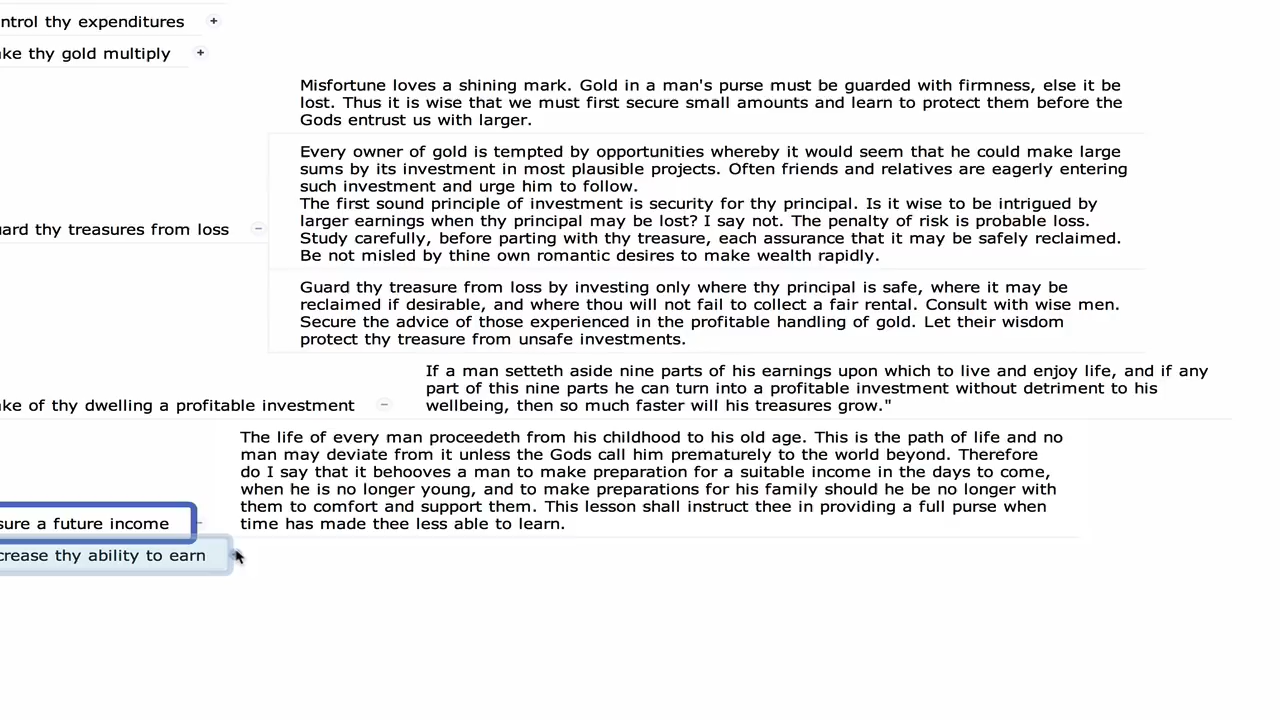 ntrol thy expenditures
ke thy gold multiply
Misfortune loves a shining mark. Gold in a man's purse must be guarded with firmness, else it be
lost. Thus it is wise that we must first secure small amounts and learn to protect them before the
Gods entrust us with larger.
Every owner of gold is tempted by opportunities whereby it would seem that he could make large
sums by its investment in most plausible projects. Often friends and relatives are eagerly entering
such investment and urge him to follow.
The first sound principle of investment is security for thy principal. Is it wise to be intrigued by
larger earnings when thy principal may be lost? I say not. The penalty of risk is probable loss.
Study carefully, before parting with thy treasure, each assurance that it may be safely reclaimed.
Be not misled by thine own romantic desires to make wealth rapidly.
ard thy treasures from loss
Guard thy treasure from loss by investing only where thy principal is safe, where it may be
reclaimed if desirable, and where thou will not fail to collect a fair rental. Consult with wise men.
Secure the advice of those experienced in the profitable handling of gold. Let their wisdom
protect thy treasure from unsafe investments.
If a man setteth aside nine parts of his earnings upon which to live and enjoy life, and if any
part of this nine parts he can turn into a profitable investment without detriment to his
wellbeing, then so much faster will his treasures grow."
ke of thy dwelling a profitable investment
The life of every man proceedeth from his childhood to his old age. This is the path of life and no
man may deviate from it unless the Gods call him prematurely to the world beyond. Therefore
do I say that it behooves a man to make preparation for a suitable income in the days to come,
when he is no longer young, and to make preparations for his family should he be no longer with
them to comfort and support them. This lesson shall instruct thee in providing a full purse when
time has made thee less able to learn.
sure a future income
crease thy ability to earn